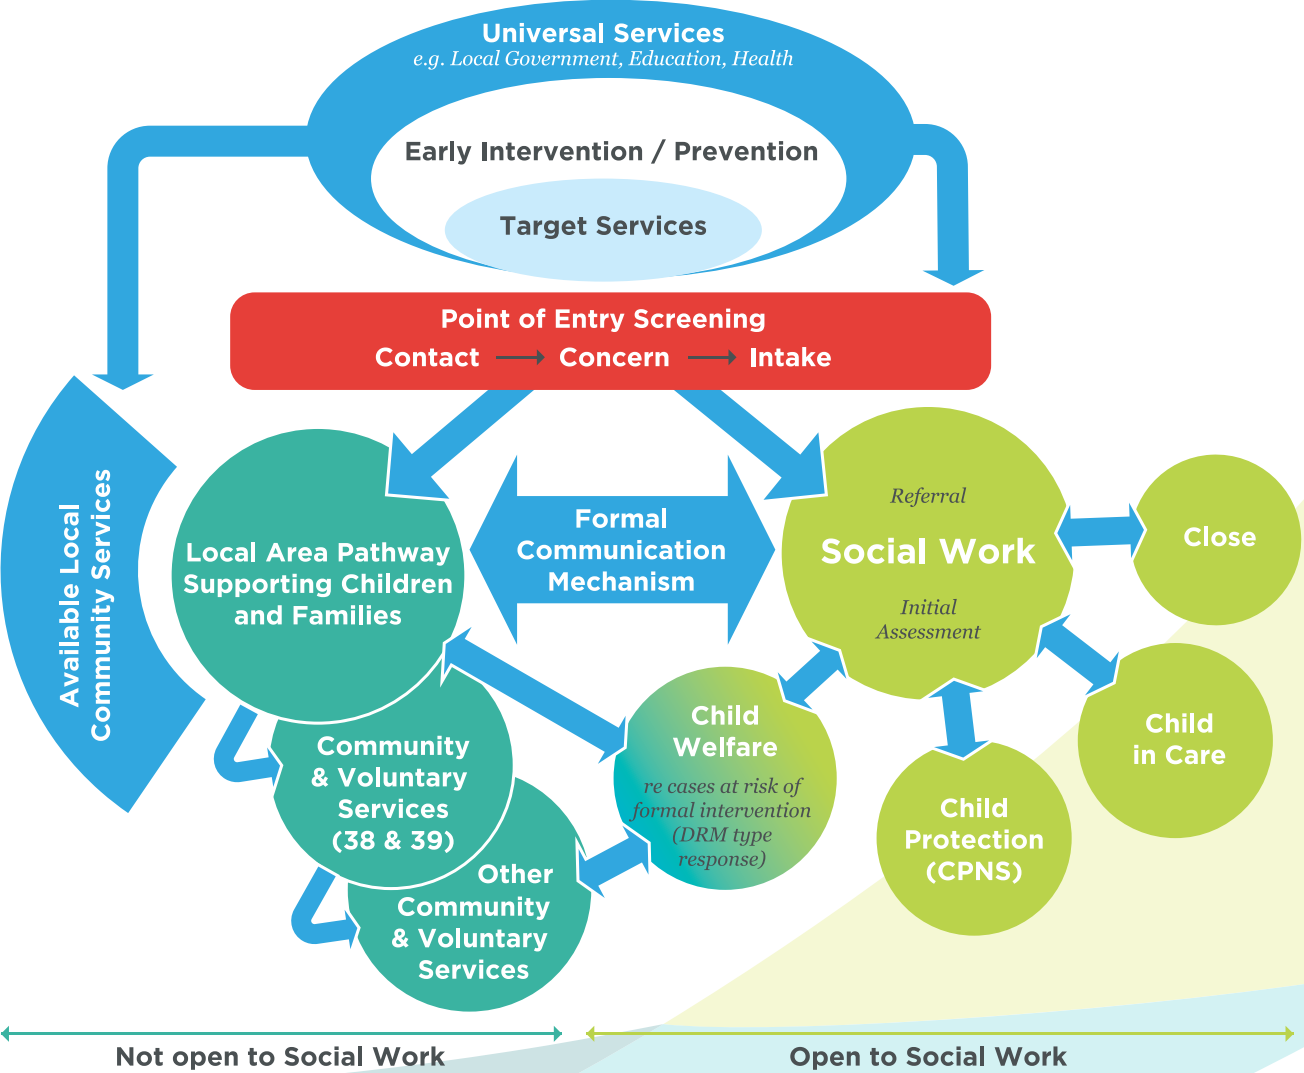 Universal Services
e.g. Local Government, Education, Health
Early Intervention / Prevention
Target Services
Point of Entry Screening
Contact Concern Intake
Available Local
Community Services
Local Area Pathway
Supporting Children
and Families
Formal
Communication
Mechanism
Referral
Social Work
Initial
Assessment
Close
Child
in Care
Child
Protection
(CPNS)
Child
Welfare
re cases at risk of
formal intervention
(DRM type
response)
Community
& Voluntary
Services
(38 & 39)
Other
Community
& Voluntary
Services
Not open to Social Work
Open to Social Work